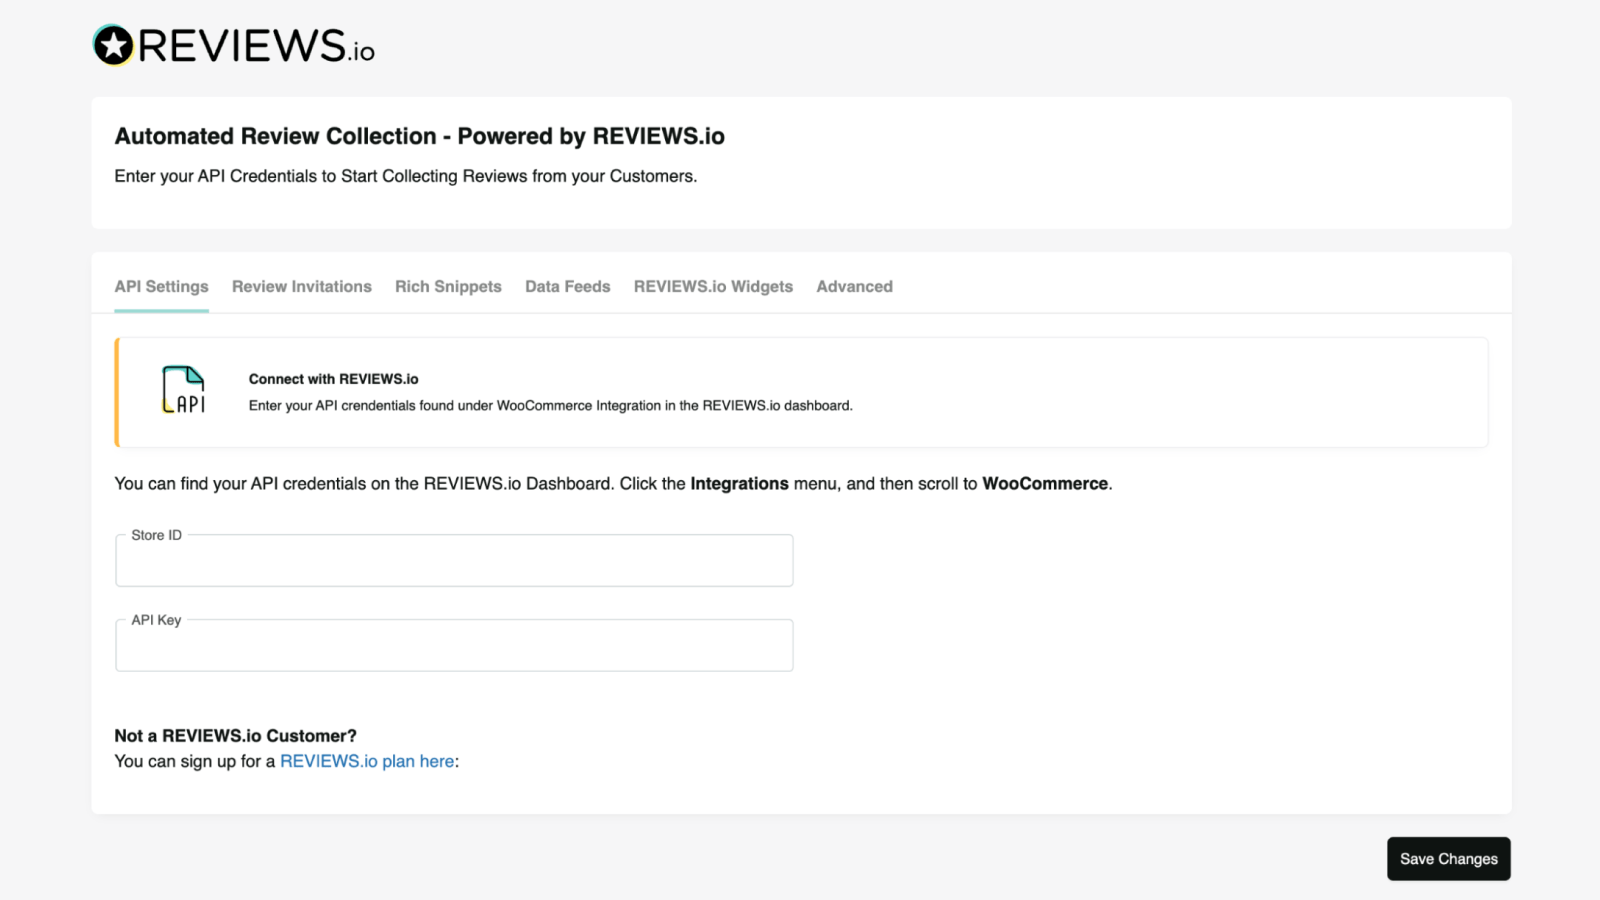 REVIEWS.io
Automated Review Collection - Powered by REVIEWS.io
Enter your API Credentials to Start Collecting Reviews from your Customers.
API Settings Review Invitations Rich Snippets Data Feeds REVIEWS.io Widgets Advanced
API
Connect with REVIEWS.io
Enter your API crendentials found under WooCommerce Integration in the REVIEWS.io dashboard.
You can find your API credentials on the REVIEWS.io Dashboard. Click the Integrations menu, and then scroll to WooCommerce.
Store ID
API Key
Not a REVIEWS.io Customer?
You can sign up for a REVIEWS.io plan here:
Save Changes